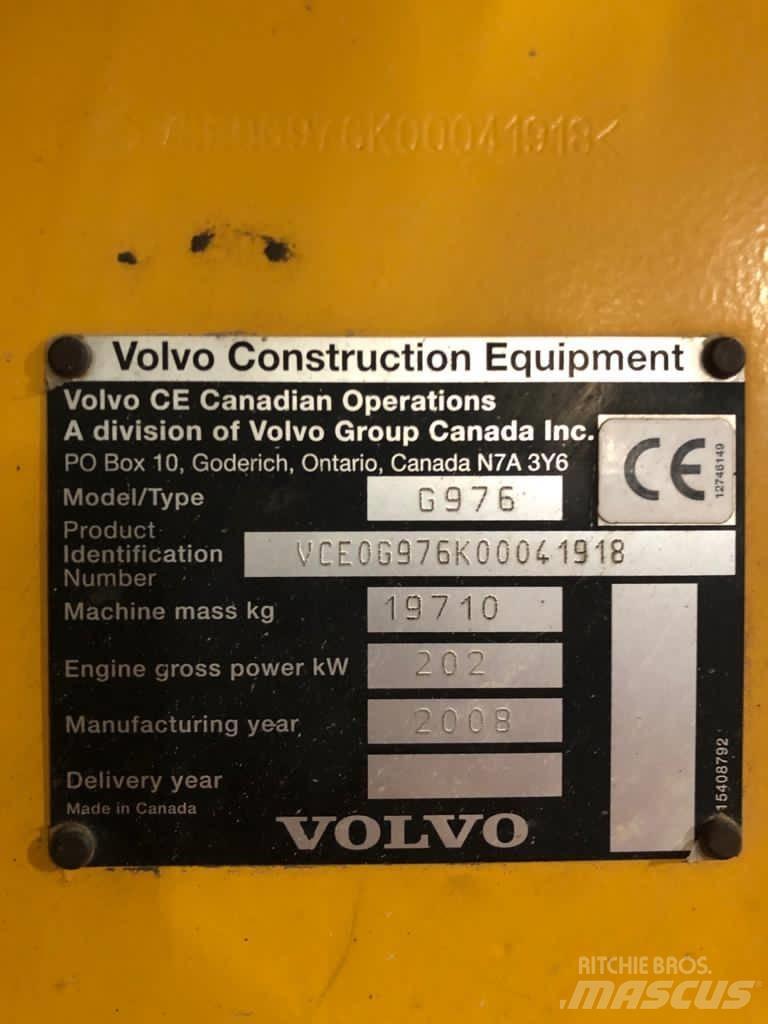 0G976K00041918<
Volvo Construction Equipment
Volvo CE Canadian Operations
A division of Volvo Group Canada Inc.
PO Box 10, Goderich, Ontario, Canada N7A 3Y6
CE
12746149
Model/Type G976
Product
Identification
Number
VCE0G976K00041918
Machine mass kg 19710
Engine gross power kW 202
Manufacturing year 2008
Delivery year
Made in Canada
VOLVO
15408792
RITCHIE BROS.
MASCUS